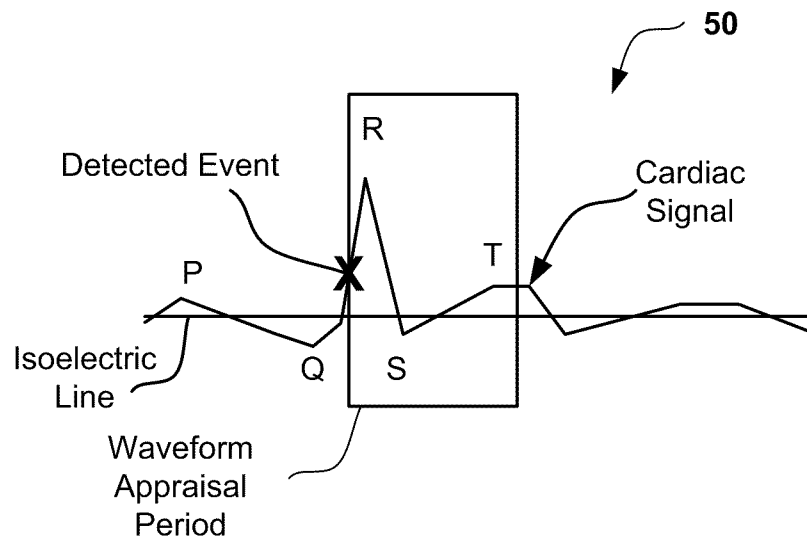 50
R
Detected Event
Cardiac
Signal
T
P
X
Isoelectric
Line
Q
S
Waveform
Appraisal
Period